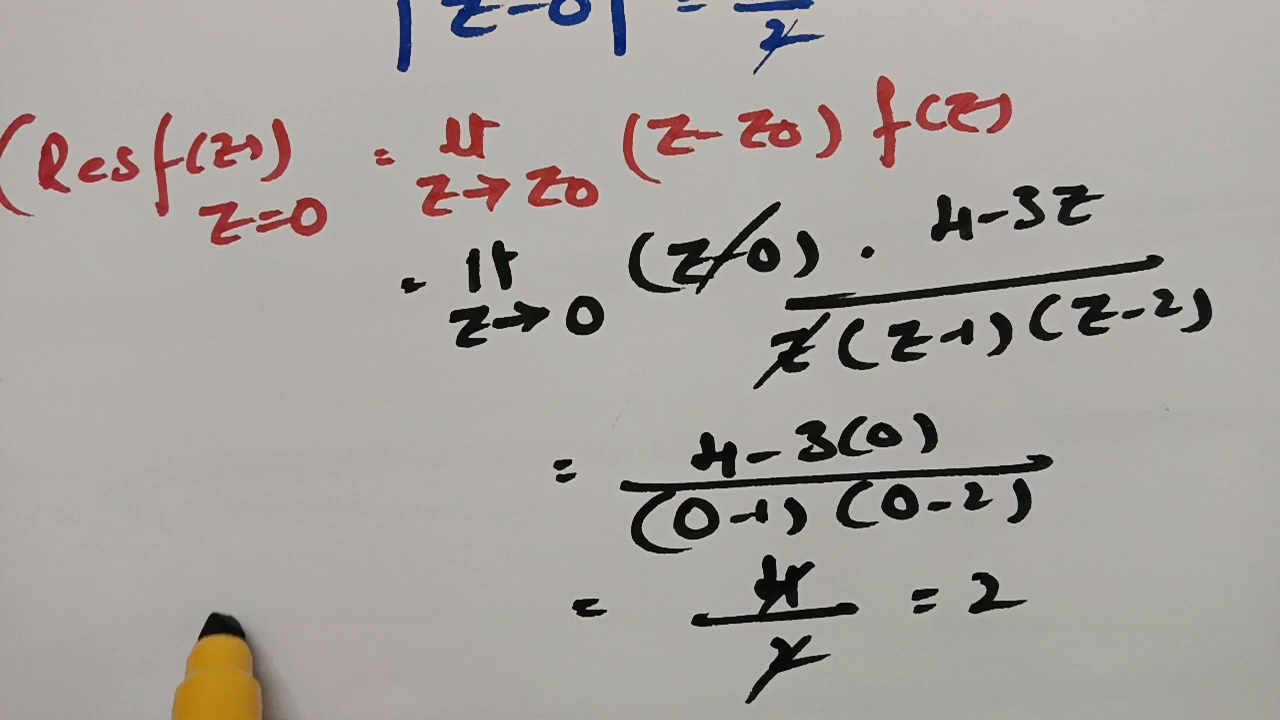 |z-0| = /2
(Res f(z)) z=0 = lt z→z0 (z-z0) f(z)
= lt z→0 (z-0) . 4-3z / z(z-1)(z-2)
= 4-3(0) / (0-1)(0-2)
= 4/2 = 2